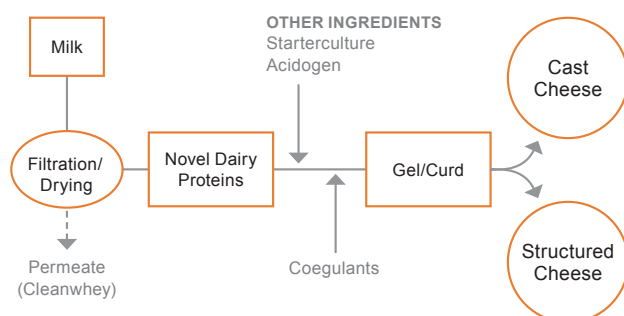 OTHER INGREDIENTS
Starterculture
Acidogen
Milk
Cast
Cheese
Filtration/
Drying
Novel Dairy
Proteins
Gel/Curd
Permeate
(Cleanwhey)
Coegulants
Structured
Cheese